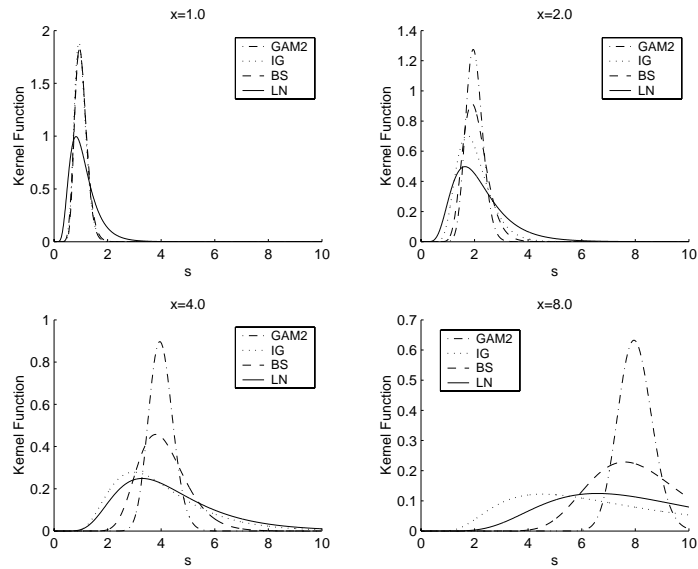 x=1.0
Kernel Function
2
1.5
1
0.5
0
0 2 4 6 8 10
s
GAM2
IG
BS
LN
x=2.0
Kernel Function
1.4
1.2
1
0.8
0.6
0.4
0.2
0
0 2 4 6 8 10
s
GAM2
IG
BS
LN
x=4.0
Kernel Function
1
0.8
0.6
0.4
0.2
0
0 2 4 6 8 10
s
GAM2
IG
BS
LN
x=8.0
Kernel Function
0.7
0.6
0.5
0.4
0.3
0.2
0.1
0
0 2 4 6 8 10
s
GAM2
IG
BS
LN